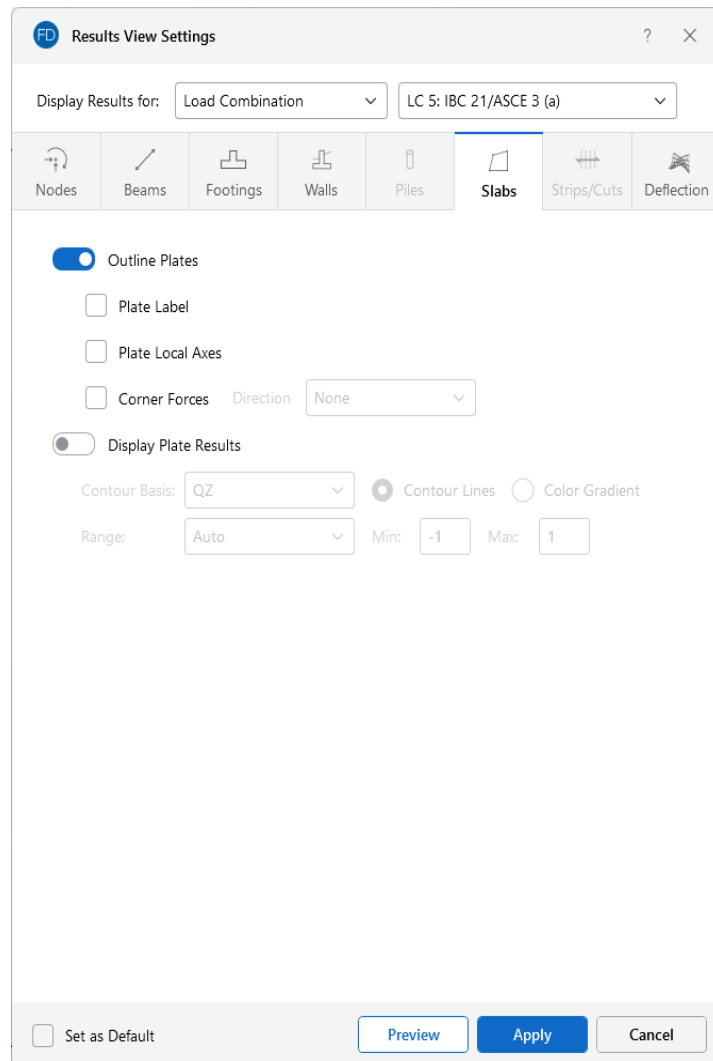 FD Results View Settings ?
Display Results for: Load Combination LC 5: IBC 21/ASCE 3 (a)
Nodes Beams Footings Walls Piles Slabs Strips/Cuts Deflection
Outline Plates
Plate Label
Plate Local Axes
Corner Forces Direction None
Display Plate Results
Contour Basis: QZ Contour Lines Color Gradient
Range: Auto Min: -1 Max: 1
Set as Default Preview Apply Cancel